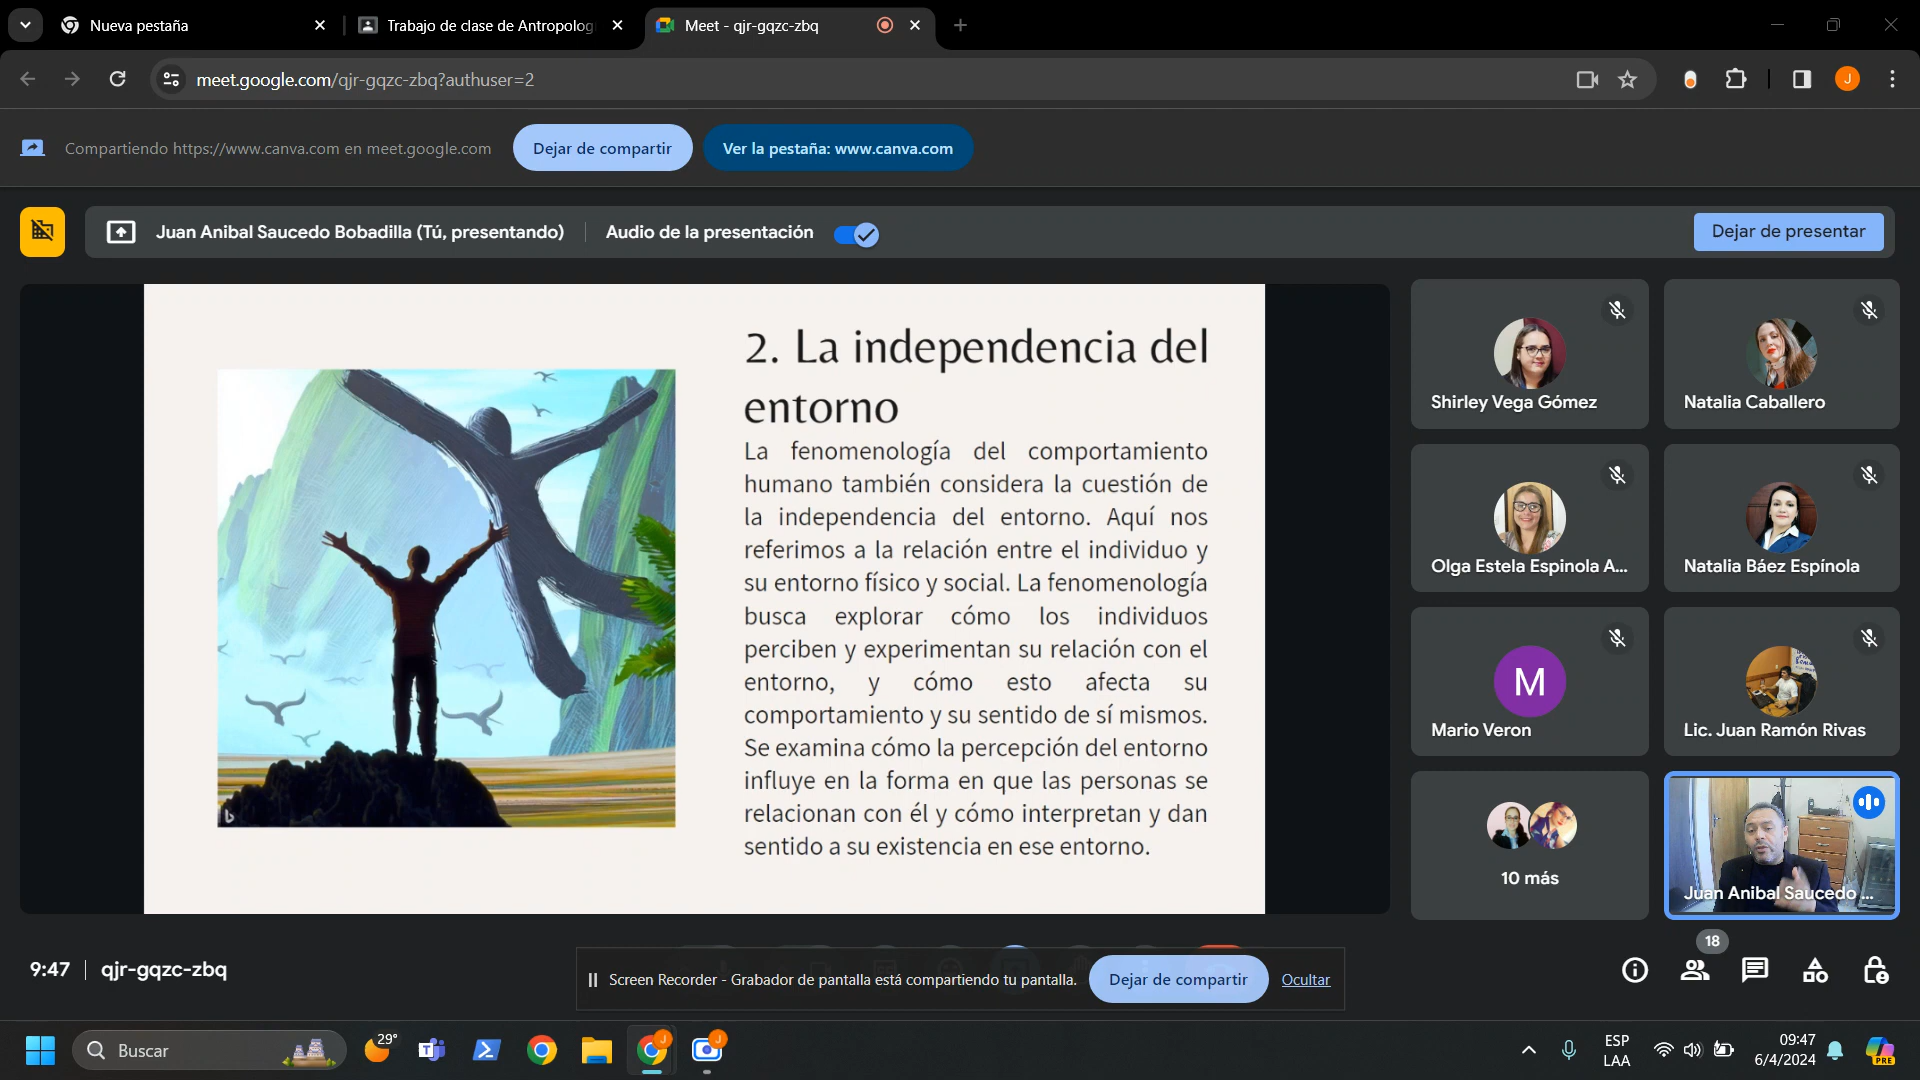 Nueva pestaña
Trabajo de clase de Antropolog
Meet - qjr-gqzc-zbq
meet.google.com/qjr-gqzc-zbq?authuser=2
J
Compartiendo https://www.canva.com en meet.google.com
Dejar de compartir
Ver la pestaña: www.canva.com
Juan Anibal Saucedo Bobadilla (Tú, presentando)
Audio de la presentación
Dejar de presentar
2. La independencia del
entorno
La fenomenología del comportamiento
humano también considera la cuestión de
la independencia del entorno. Aquí nos
referimos a la relación entre el individuo y
su entorno físico y social. La fenomenología
busca explorar cómo los individuos
perciben y experimentan su relación con el
entorno, y cómo esto afecta su
comportamiento y su sentido de sí mismos.
Se examina cómo la percepción del entorno
influye en la forma en que las personas se
relacionan con él y cómo interpretan y dan
sentido a su existencia en ese entorno.
Shirley Vega Gómez
Natalia Caballero
Olga Estela Espinola A...
Natalia Báez Espínola
M
Mario Veron
Lic. Juan Ramón Rivas
10 más
Juan Anibal Saucedo ...
9:47
qjr-gqzc-zbq
Screen Recorder - Grabador de pantalla está compartiendo tu pantalla.
Dejar de compartir
Ocultar
18
Buscar
29°
J
J
ESP
LAA
09:47
6/4/2024
PRE